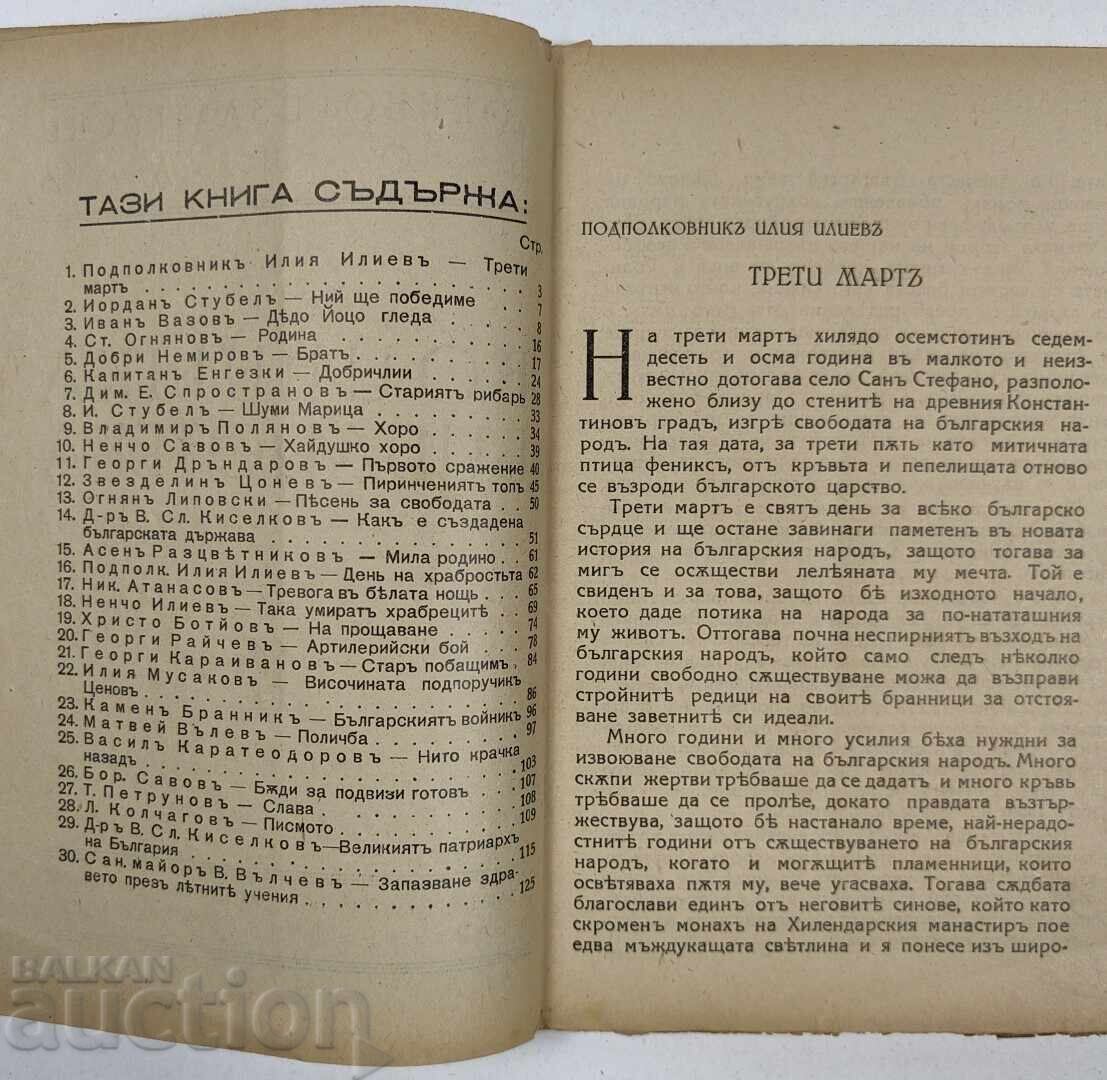 ТАЗИ КНИГА СЪДЪРЖА:
Стр.
1. Подполковникъ Илия Илиевъ — Трети
мартъ . . . . . . . . . . . . . . . . . . 3
2. Иорданъ Стубелъ — Ний ще победиме . . 7
3. Иванъ Вазовъ — Дѣдо Йоцо гледа . . . . 8
4. Ст. Огняновъ — Родина . . . . . . . . 16
5. Добри Немировъ — Братъ . . . . . . . . 17
6. Капитанъ Енгезки — Добричлии . . . . . 24
7. Дим. Е. Спространовъ — Стариятъ рибарь 28
8. И. Стубелъ — Шуми Марица . . . . . . . 33
9. Владимиръ Поляновъ — Хоро . . . . . . 34
10. Ненчо Савовъ — Хайдушко хоро . . . . . 39
11. Георги Дръндаровъ — Първото сражение 40
12. Звезделинъ Цоневъ — Пиринчениятъ топъ 45
13. Огнянъ Липовски — Пѣсень за свободата . . 50
14. Д-ръ В. Сл. Киселковъ — Какъ е създадена
българската държава . . . . . . . . . . 51
15. Асенъ Разцвѣтниковъ — Мила родино . . 61
16. Подполк. Илия Илиевъ — День на храбростьта 62
17. Ник. Атанасовъ — Тревога въ бѣлата нощь . . 65
18. Ненчо Илиевъ — Така умиратъ храбрецитѣ . 69
19. Христо Ботйовъ — На прощаване . . . . . 74
20. Георги Райчевъ — Артилерийски бой . . . 78
21. Георги Караивановъ — Старъ побащимъ . 84
22. Илия Мусаковъ — Височината подпоручикъ
Ценовъ . . . . . . . . . . . . . . . . 86
23. Каменъ Бранникъ — Българскиятъ войникъ 96
24. Матвей Вълевъ — Поличба . . . . . . . . 97
25. Василъ Каратеодоровъ — Нито крачка
назадъ . . . . . . . . . . . . . . . . 103
26. Бор. Савовъ — Бѫди за подвизи готовъ . . . 107
27. Т. Петруновъ — Слава . . . . . . . . . 108
28. Л. Колчаговъ — Писмото . . . . . . . . 109
29. Д-ръ В. Сл. Киселковъ — Великиятъ патриархъ
на България . . . . . . . . . . . . . . 115
30. Сан. майоръ В. Вълчевъ — Запазване здра-
вето презъ лѣтнитѣ учения . . . . . . . . 125
ПОДПОЛКОВНИКЪ ИЛИЯ ИЛИЕВЪ
ТРЕТИ МАРТЪ
На трети мартъ хилядо осемстотинъ седем-
десеть и осма година въ малкото и неиз-
вестно дотогава село Санъ Стефано, разполо-
жено близу до стенитѣ на древния Констан-
тиновъ градъ, изгрѣ свободата на българския на-
родъ. На тая дата, за трети пѫть като митичната
птица фениксъ, отъ кръвьта и пепелищата отново
се възроди българското царство.
Трети мартъ е святъ день за всѣко българско
сърдце и ще остане завинаги паметенъ въ новата
история на българския народъ, защото тогава за
мигъ се осѫществи лелѣяната му мечта. Той е
свиденъ и за това, защото бѣ изходното начало,
което даде потика на народа за по-нататашния
му животъ. Оттогава почна неспирниятъ възходъ на
българския народъ, който само следъ нѣколко
години свободно сѫществуване можа да възправи
стройнитѣ редици на своитѣ бранници за отстоя-
ване заветнитѣ си идеали.
Много години и много усилия бѣха нуждни за
извоюване свободата на българския народъ. Много
скѫпи жертви трѣбваше да се дадатъ и много кръвь
трѣбваше да се пролѣе, докато правдата възтър-
жествува, защото бѣ настанало време, най-нерадо-
стнитѣ години отъ сѫществуването на българския
народъ, когато и могѫщитѣ пламенници, които
освѣтяваха пѫтя му, вече угасваха. Тогава сѫдбата
благослови единъ отъ неговитѣ синове, който като
скроменъ монахъ на Хилендарския манастиръ пое
едва мъждукащата свѣтлина и я понесе изъ широ-
BALKAN
auction